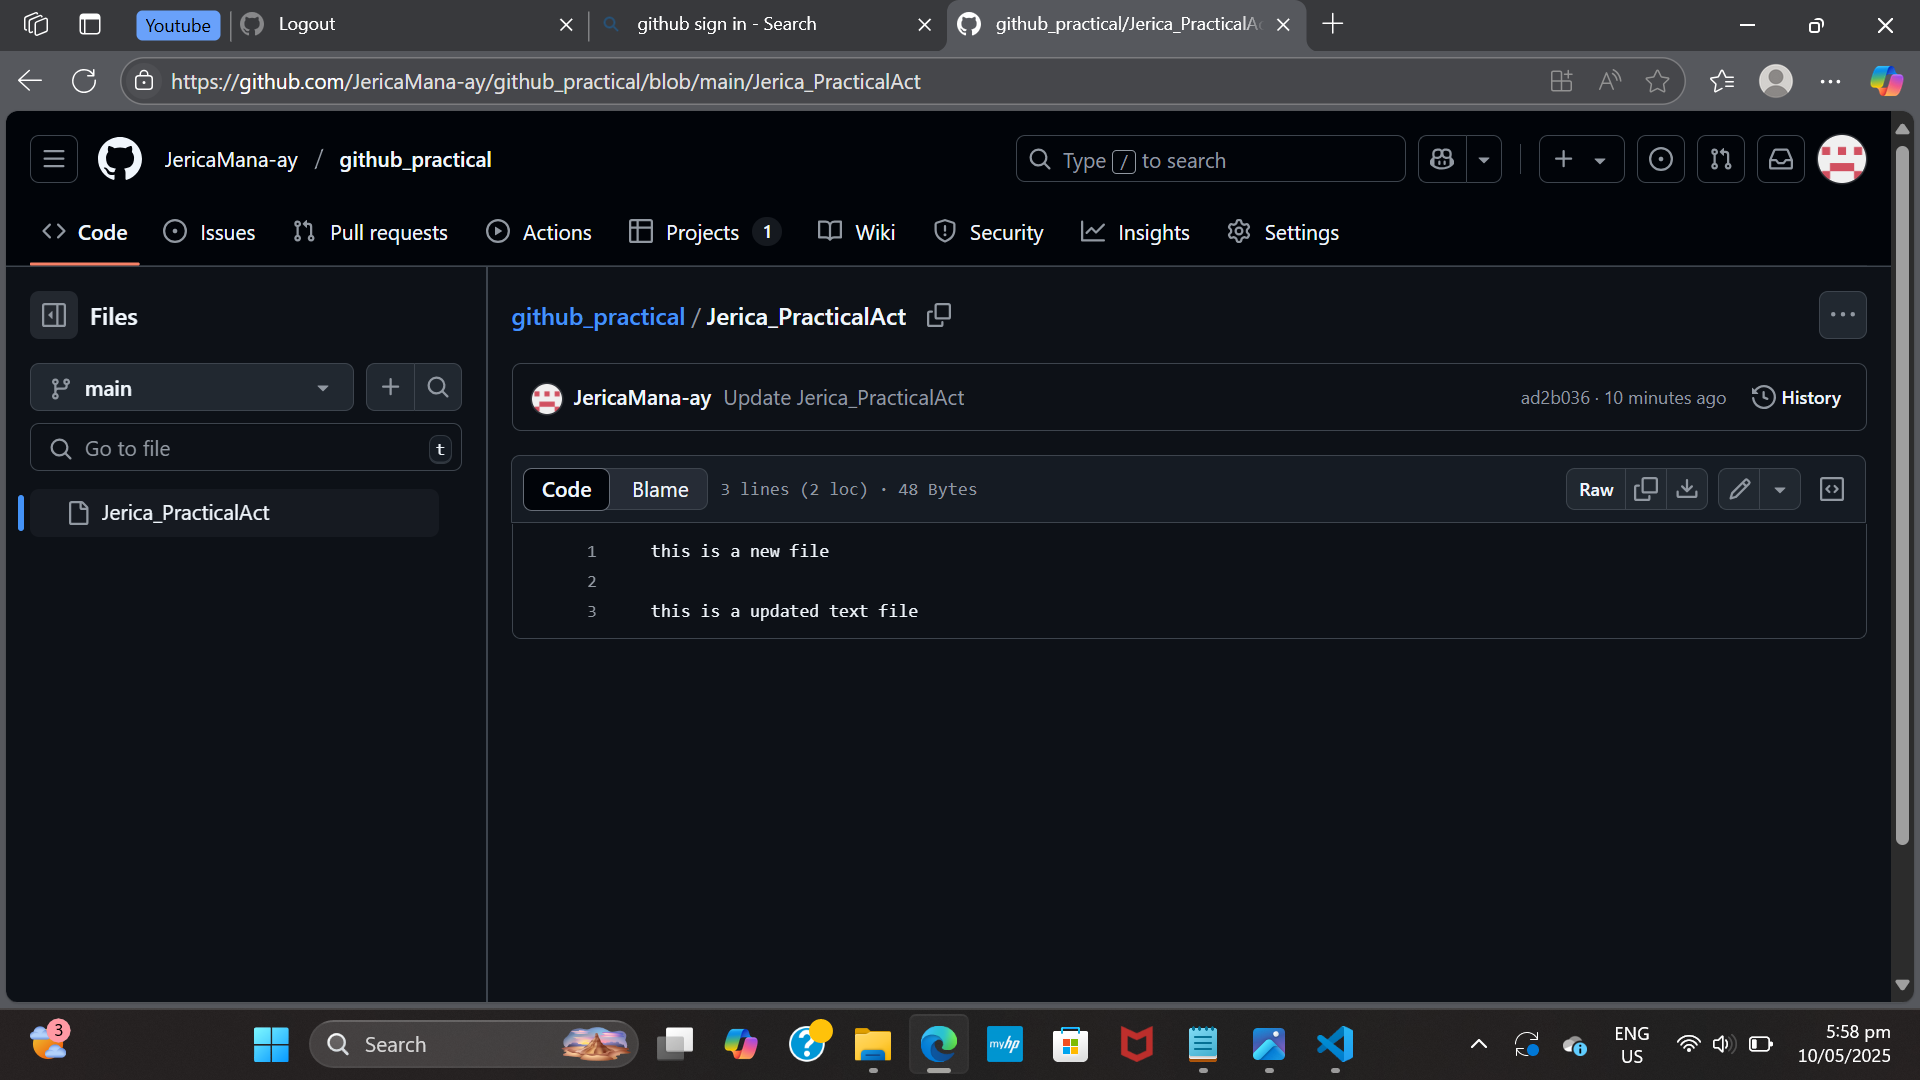 Youtube
Logout
github sign in - Search
github_practical/Jerica_PracticalAc
https://github.com/JericaMana-ay/github_practical/blob/main/Jerica_PracticalAct
JericaMana-ay / github_practical
Type / to search
Code
Issues
Pull requests
Actions
Projects 1
Wiki
Security
Insights
Settings
Files
main
Go to file t
Jerica_PracticalAct
github_practical / Jerica_PracticalAct
JericaMana-ay Update Jerica_PracticalAct
ad2b036 · 10 minutes ago
History
Code
Blame
3 lines (2 loc) · 48 Bytes
Raw
1 this is a new file
2
3 this is a updated text file
3
Search
myhp
ENG
US
5:58 pm
10/05/2025